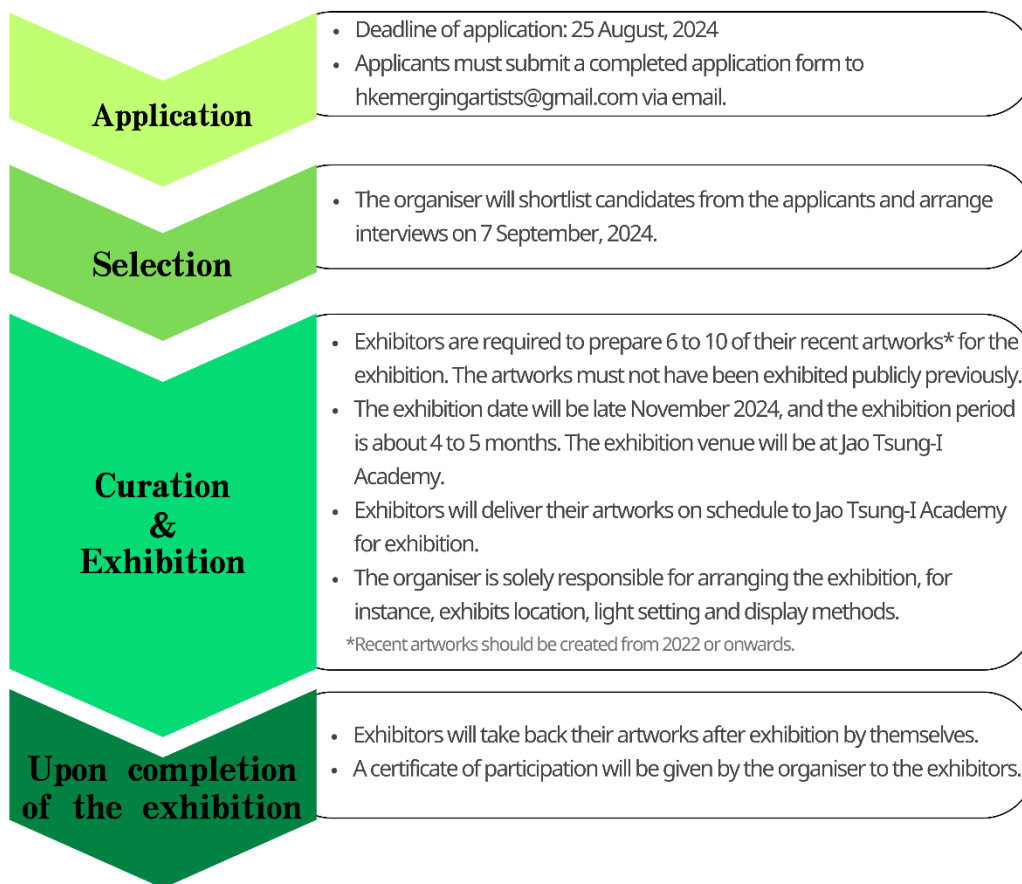 Application
• Deadline of application: 25 August, 2024
• Applicants must submit a completed application form to
hkemergingartists@gmail.com via email.
Selection
• The organiser will shortlist candidates from the applicants and arrange
interviews on 7 September, 2024.
Curation
&
Exhibition
• Exhibitors are required to prepare 6 to 10 of their recent artworks* for the
exhibition. The artworks must not have been exhibited publicly previously.
• The exhibition date will be late November 2024, and the exhibition period
is about 4 to 5 months. The exhibition venue will be at Jao Tsung-I
Academy.
• Exhibitors will deliver their artworks on schedule to Jao Tsung-I Academy
for exhibition.
• The organiser is solely responsible for arranging the exhibition, for
instance, exhibits location, light setting and display methods.
*Recent artworks should be created from 2022 or onwards.
Upon completion
of the exhibition
• Exhibitors will take back their artworks after exhibition by themselves.
• A certificate of participation will be given by the organiser to the exhibitors.